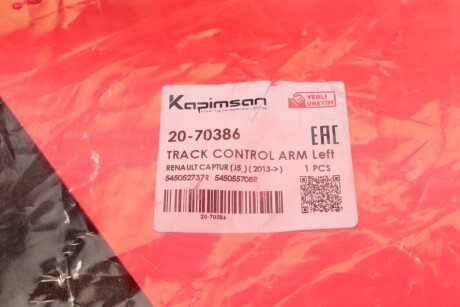 Kapimsan
YERLİ
ÜRETİM
20-70386
EAC
TRACK CONTROL ARM Left
RENAULT CAPTUR (J5_) (2013->)
1 PCS
545052737R 545055708R
20-70386